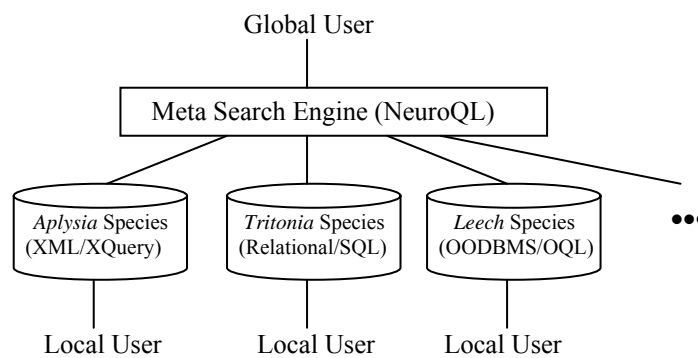 Global User
Meta Search Engine (NeuroQL)
Aplysia Species
(XML/XQuery)
Tritonia Species
(Relational/SQL)
Leech Species
(OODBMS/OQL)
•••
Local User
Local User
Local User